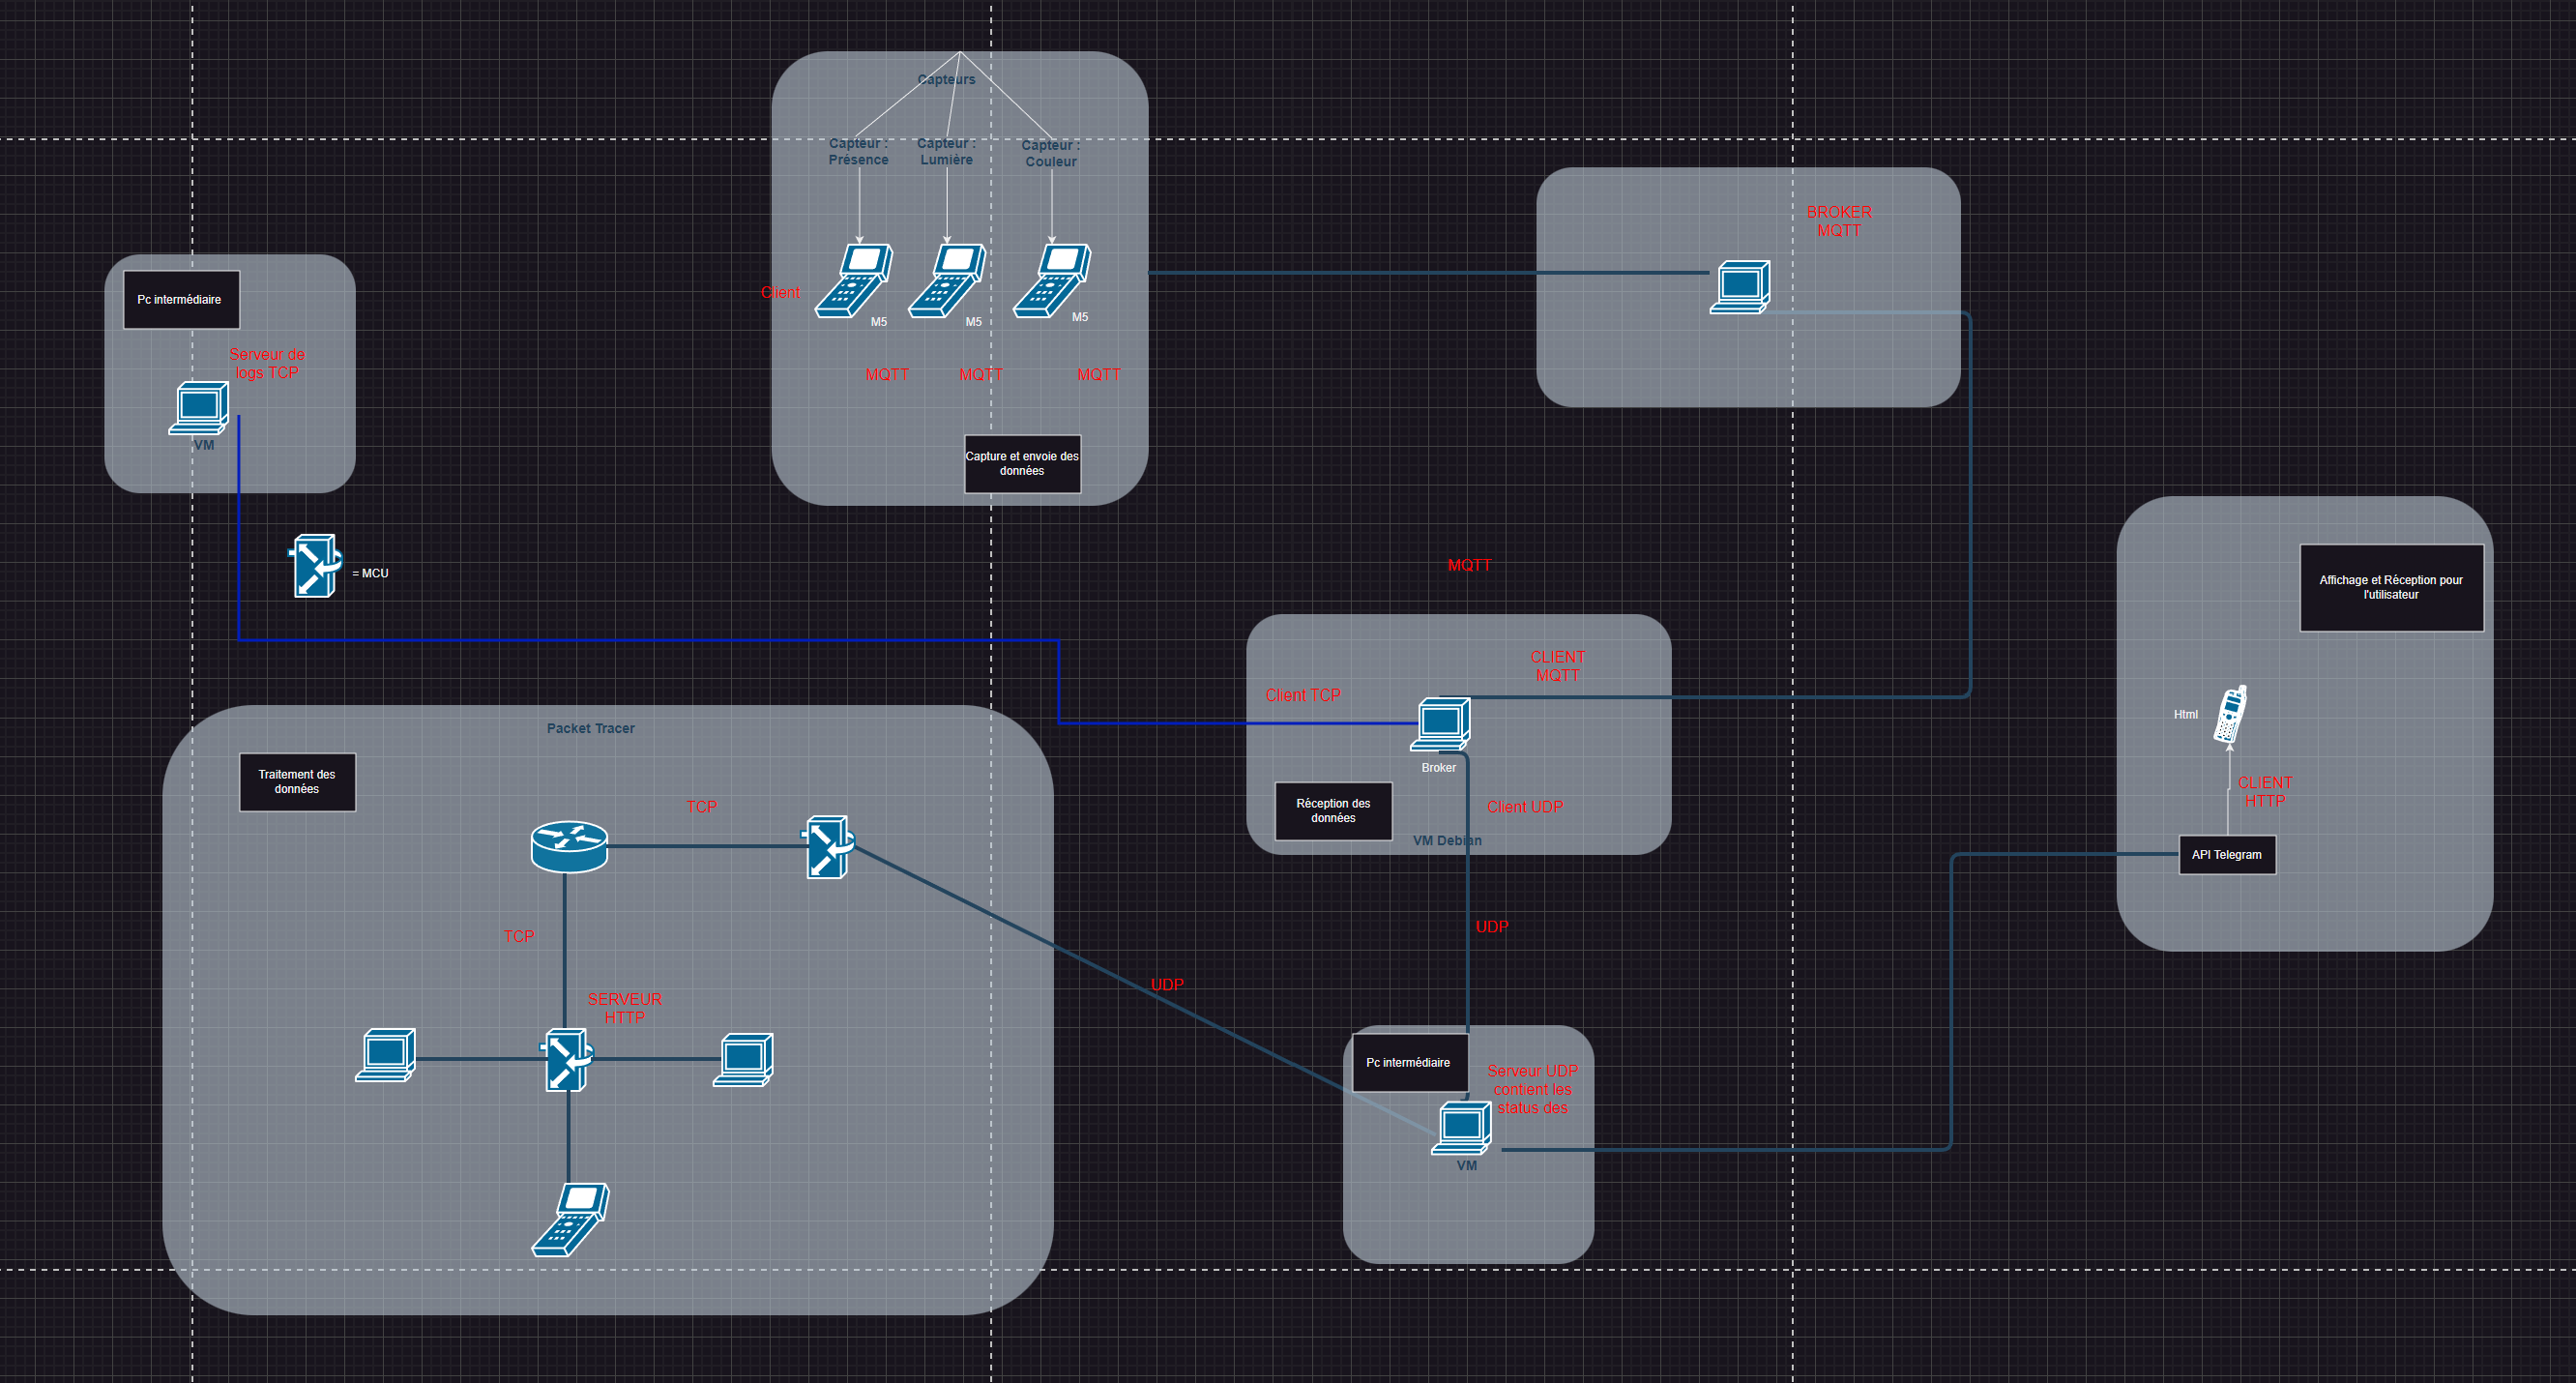 Capteurs
Capteur :
Présence
Capteur :
Lumière
Capteur :
Couleur
Client
M5
M5
M5
MQTT
MQTT
MQTT
Capture et envoie des
données
BROKER
MQTT
Pc intermédiaire
Serveur de
logs TCP
VM
= MCU
MQTT
CLIENT
MQTT
Client TCP
Broker
Réception des
données
Client UDP
VM Debian
Affichage et Réception pour
l'utilisateur
Html
CLIENT
HTTP
API Telegram
Packet Tracer
Traitement des
données
TCP
TCP
SERVEUR
HTTP
UDP
UDP
Pc intermédiaire
Serveur UDP
contient les
status des
VM